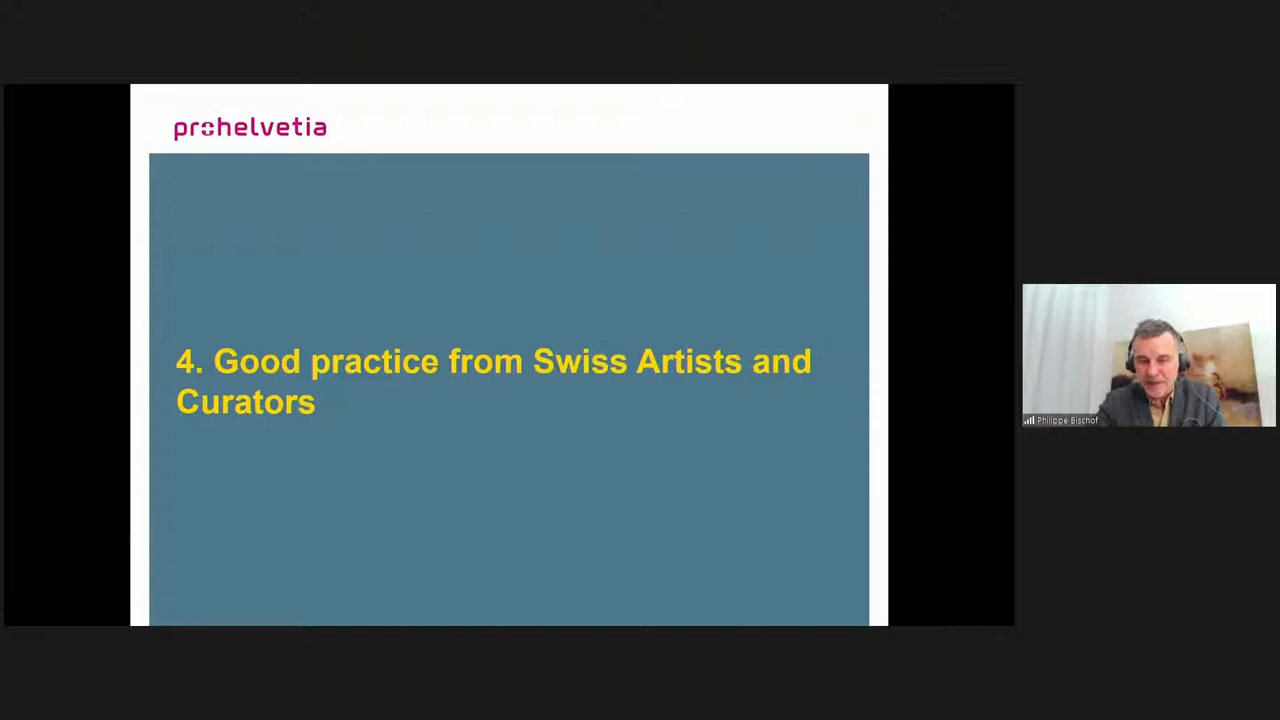 prohelvetia
4. Good practice from Swiss Artists and
Curators
Philippe Bischof